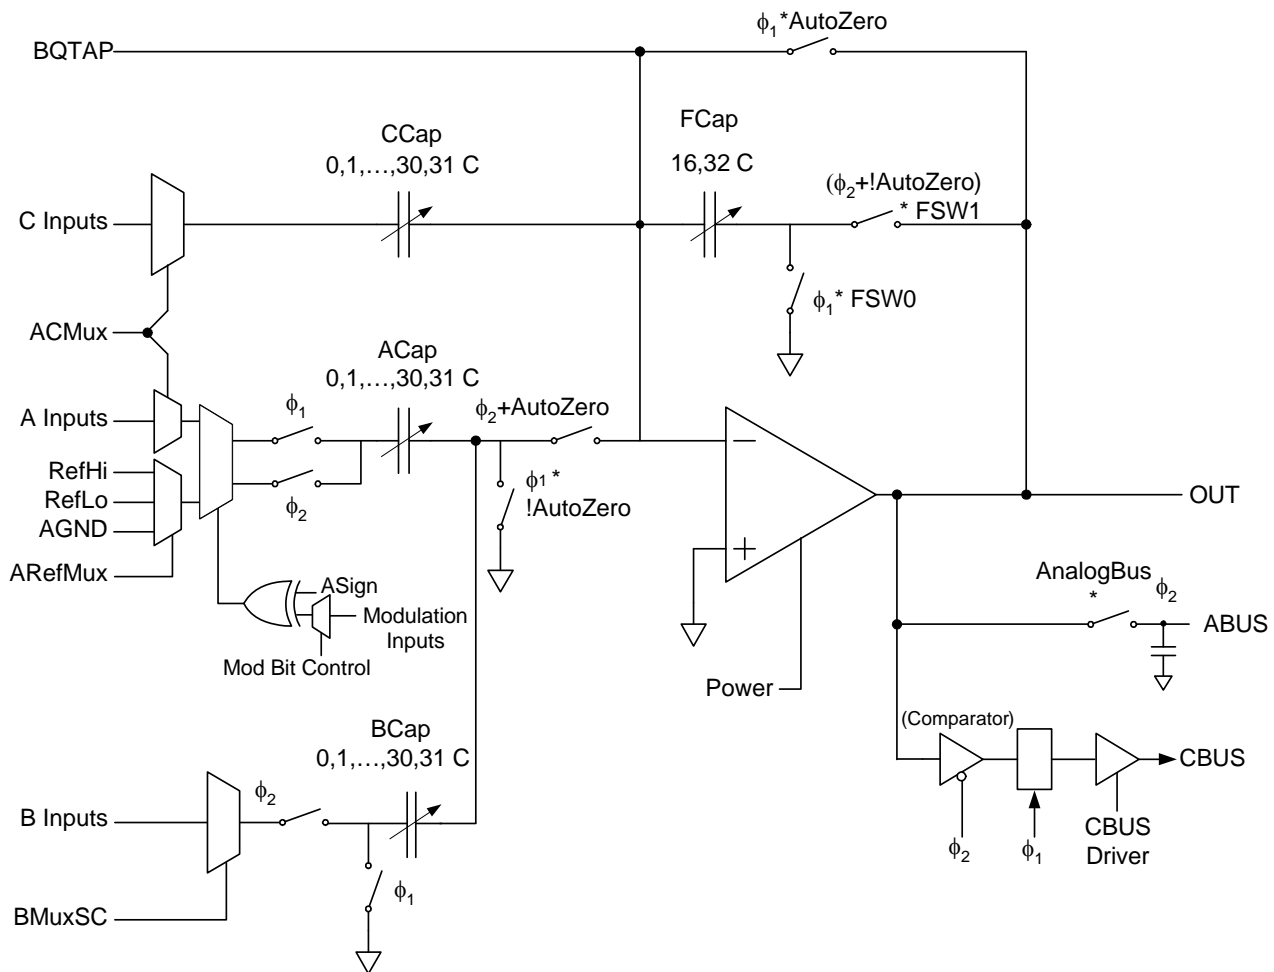 ϕ1*AutoZero
BQTAP
CCap
0,1,…,30,31 C
FCap
16,32 C
(ϕ2+!AutoZero)
* FSW1
C Inputs
ϕ1* FSW0
ACMux
ACap
0,1,…,30,31 C
A Inputs
ϕ1
ϕ2+AutoZero
RefHi
RefLo
AGND
ϕ2
ϕ1 *
!AutoZero
OUT
ARefMux
ASign
Modulation
Inputs
Mod Bit Control
AnalogBus
* ϕ2
ABUS
Power
(Comparator)
BCap
0,1,…,30,31 C
CBUS
B Inputs
ϕ2
ϕ2
ϕ1
CBUS
Driver
ϕ1
BMuxSC